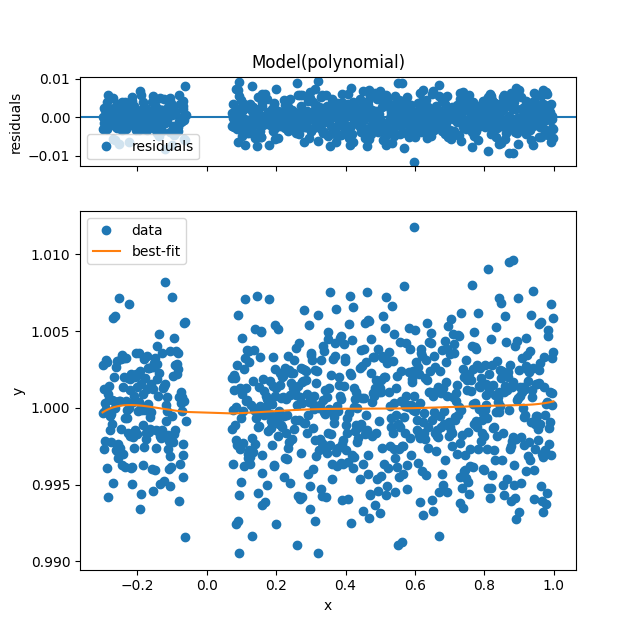 Model(polynomial)
0.01
0.00
−0.01
residuals
residuals
data
best-fit
1.010
1.005
1.000
0.995
0.990
y
−0.2
0.0
0.2
0.4
0.6
0.8
1.0
x